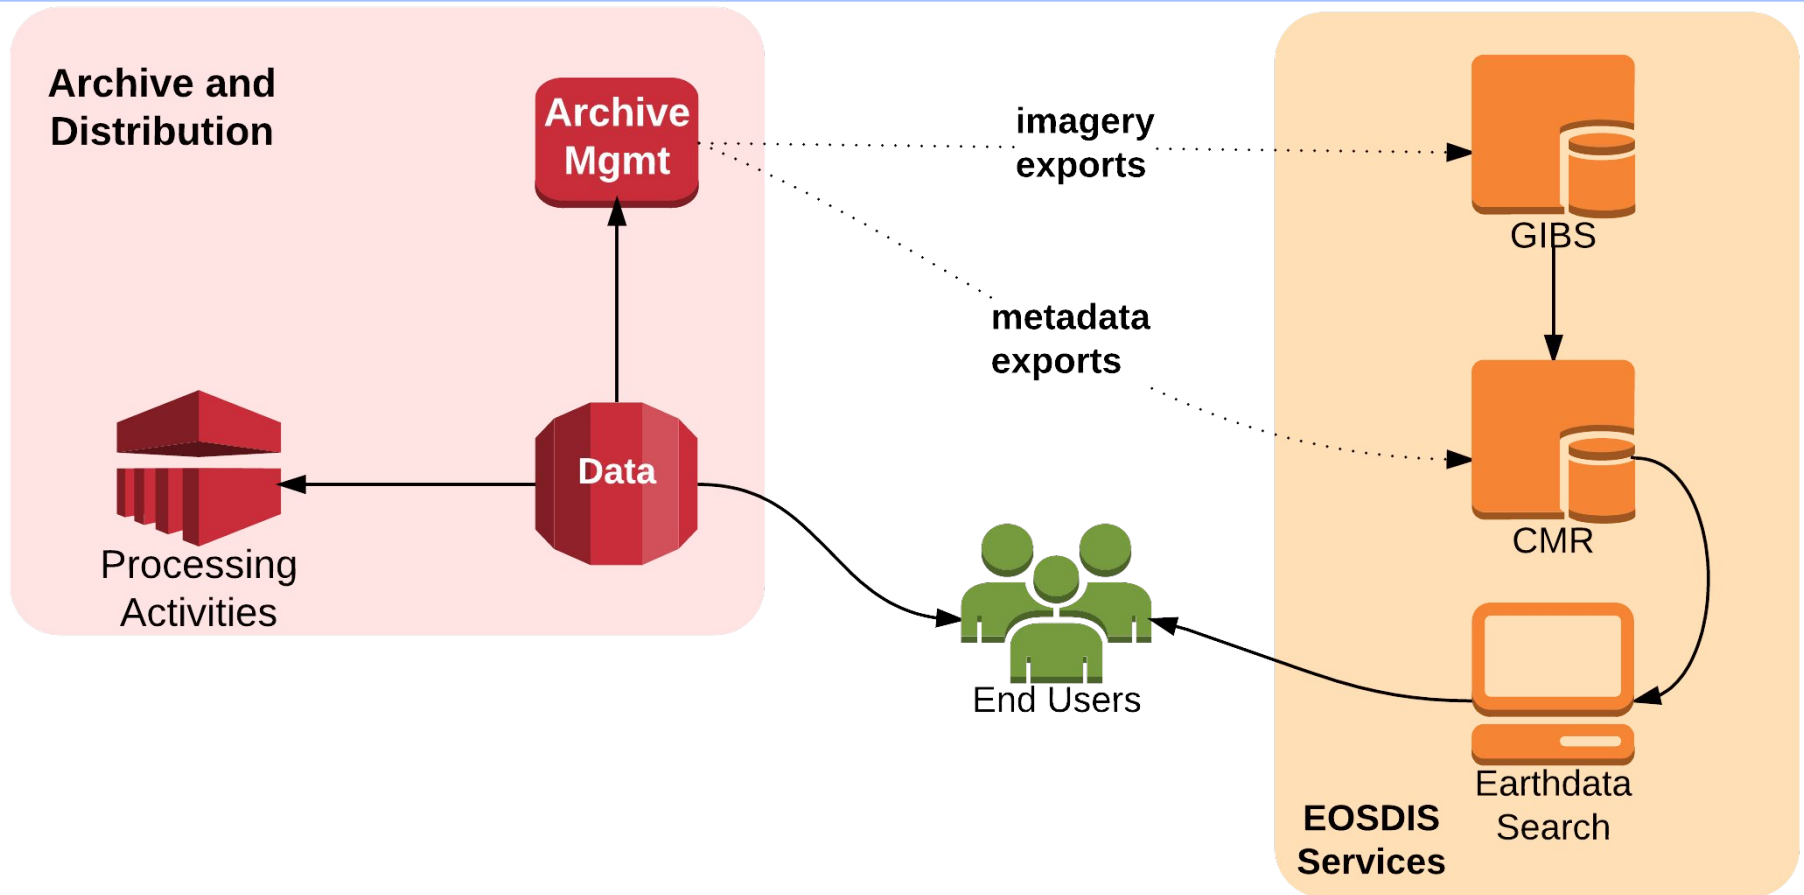 Archive and
Distribution
Archive
Mgmt
imagery
exports
GIBS
metadata
exports
Data
Processing
Activities
CMR
End Users
Earthdata
Search
EOSDIS
Services